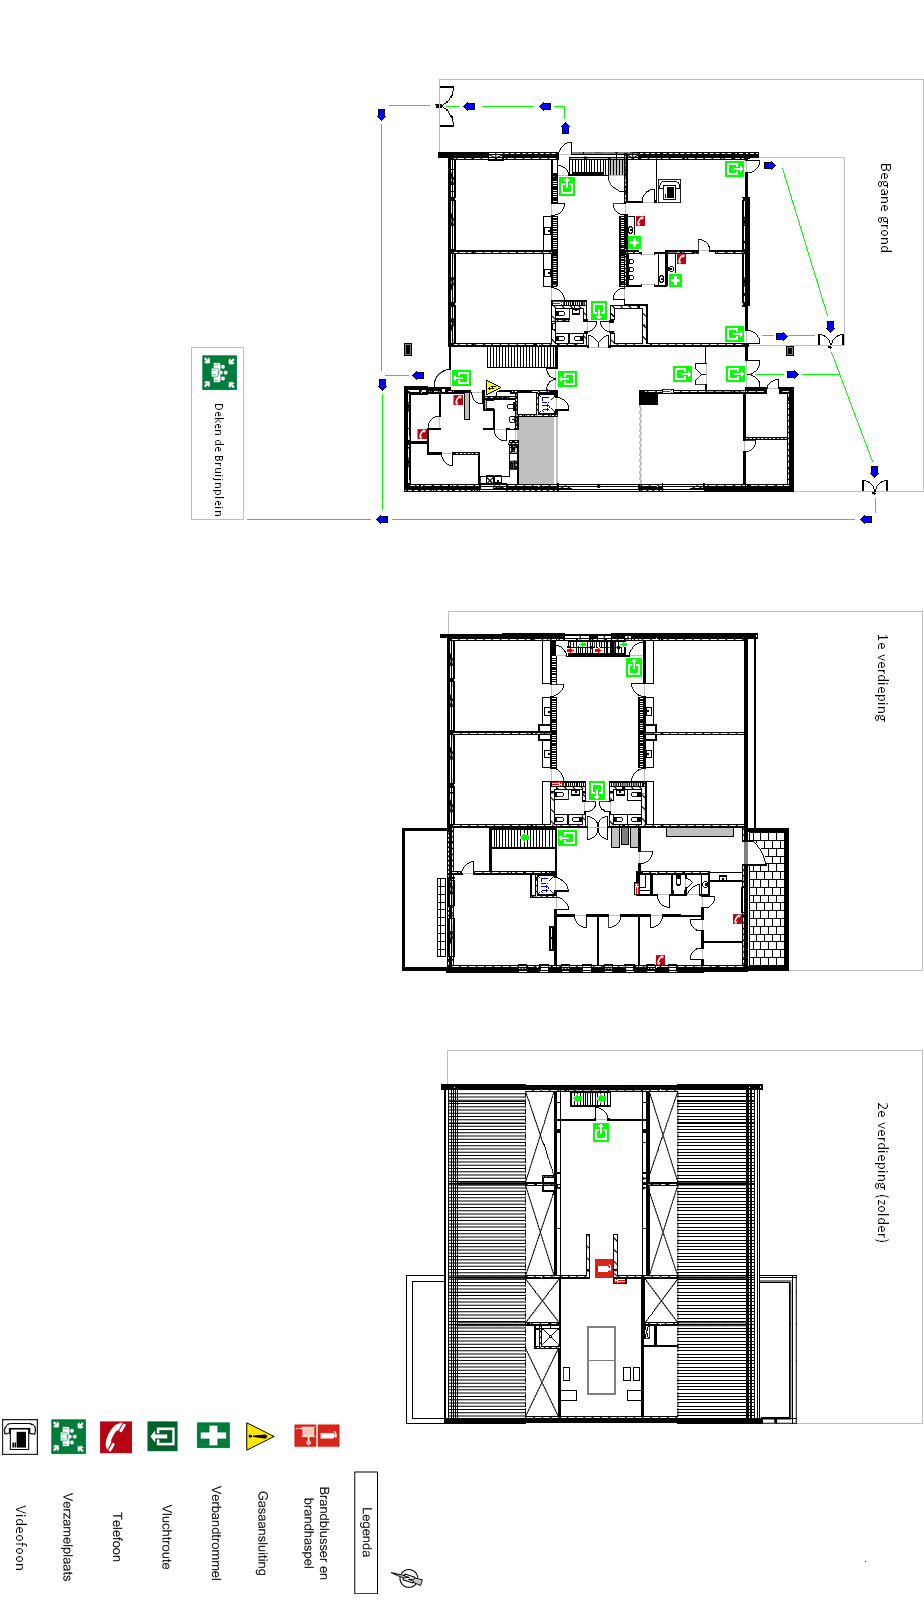 Begane grond
Lift
Deken de Bruijnplein
1e verdieping
Lift
2e verdieping (zolder)
Legenda
Brandblusser en
brandhaspel
Gasaansluiting
Verbandtrommel
Vluchtroute
Telefoon
Verzamelplaats
Videofoon